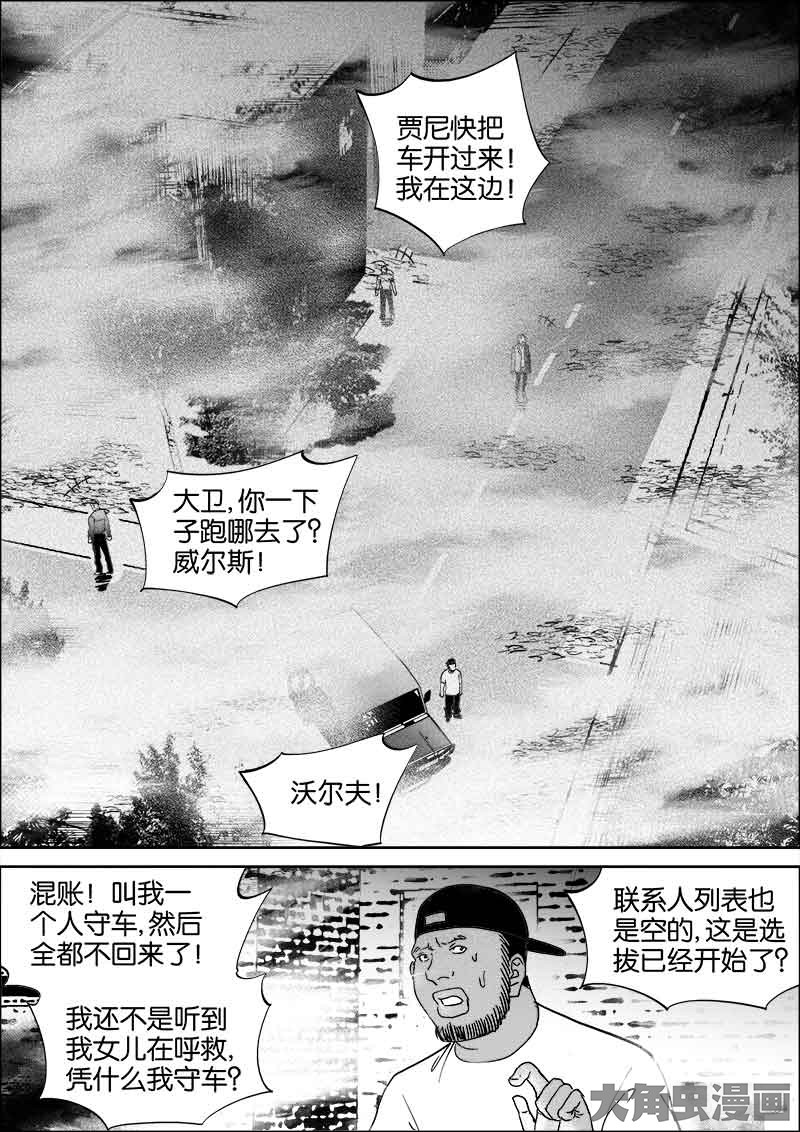 贾尼快把
车开过来！
我在这边！
大卫,你一下
子跑哪去了？
威尔斯！
沃尔夫！
混账！叫我一
个人守车,然后
全都不回来了！
我还不是听到
我女儿在呼救,
凭什么我守车？
联系人列表也
是空的,这是选
拔已经开始了？
大角虫漫画